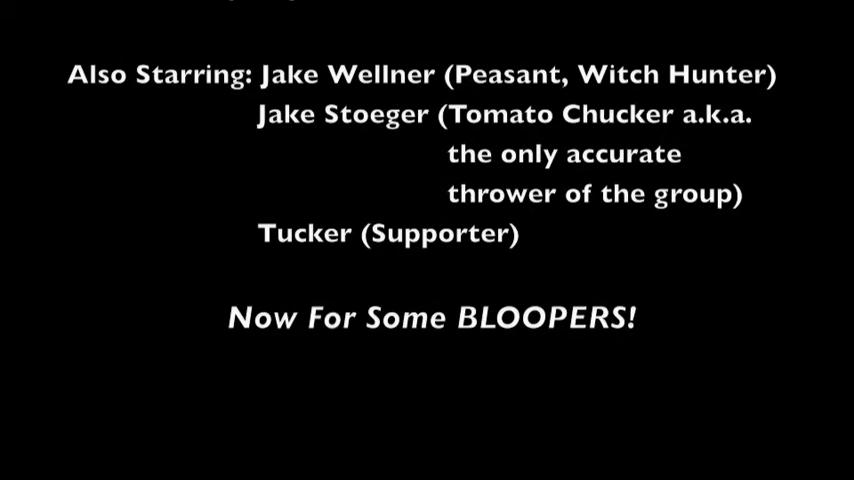 Also Starring: Jake Wellner (Peasant, Witch Hunter)
Jake Stoeger (Tomato Chucker a.k.a.
the only accurate
thrower of the group)
Tucker (Supporter)
Now For Some BLOOPERS!